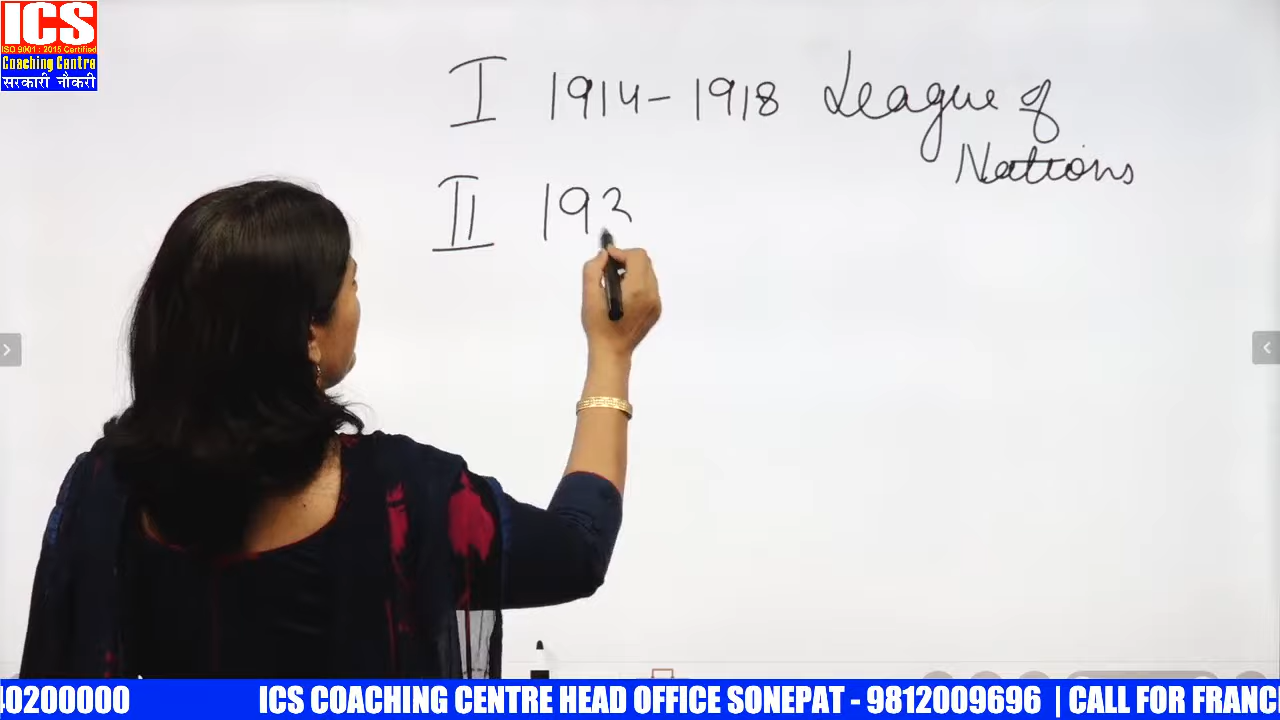 ICS
ISO 9001 : 2015 Certified
Coaching Centre
सरकारी नौकरी
I 1914-1918 League of
Nations
II 193
40200000 ICS COACHING CENTRE HEAD OFFICE SONEPAT - 9812009696 | CALL FOR FRANC